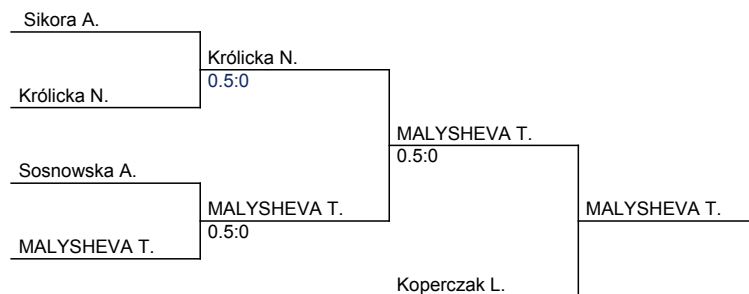 Sikora A.
Królicka N.
0.5:0
Królicka N.
MALYSHEVA T.
0.5:0
Sosnowska A.
MALYSHEVA T.
MALYSHEVA T.
0.5:0
MALYSHEVA T.
Koperczak L.